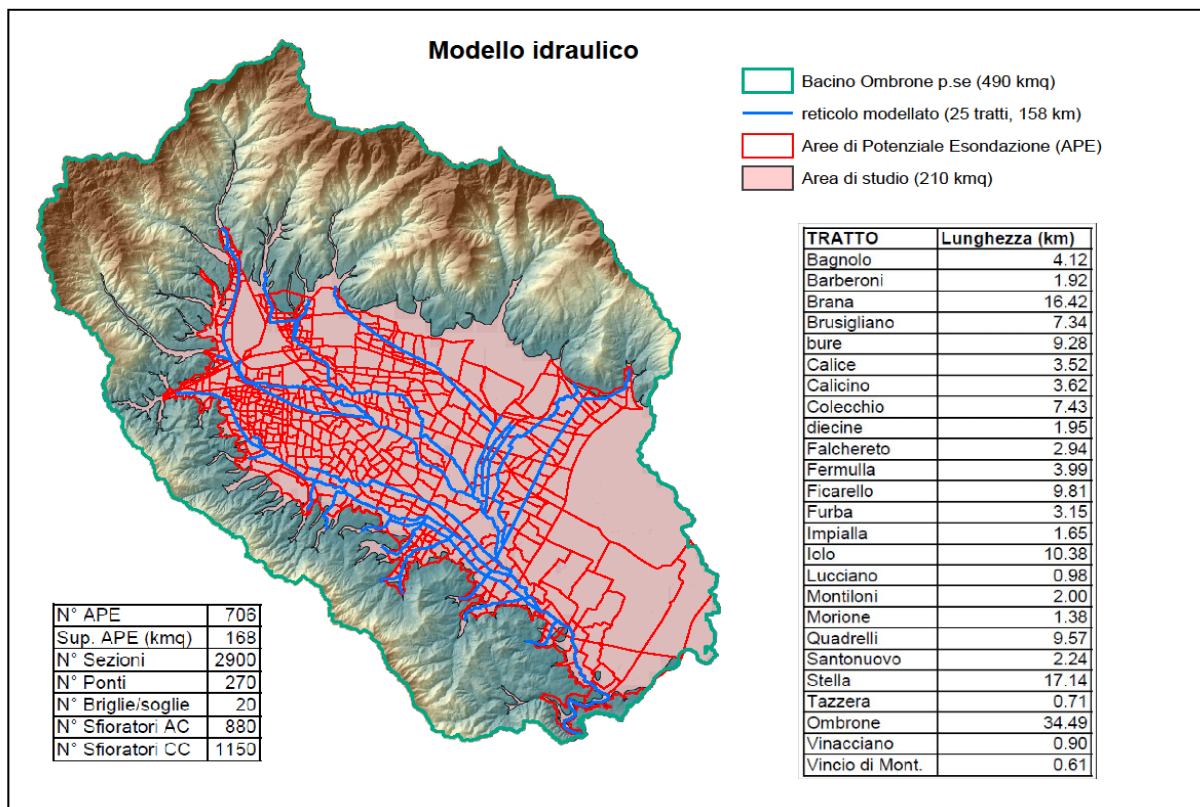 Modello idraulico
Bacino Ombrone p.se (490 kmq)
reticolo modellato (25 tratti, 158 km)
Aree di Potenziale Esondazione (APE)
Area di studio (210 kmq)
TRATTO Lunghezza (km)
Bagnolo 4.12
Barberoni 1.92
Brana 16.42
Brusigliano 7.34
bure 9.28
Calice 3.52
Calicino 3.62
Colecchio 7.43
diecine 1.95
Falchereto 2.94
Fermulla 3.99
Ficarello 9.81
Furba 3.15
Impialla 1.65
Iolo 10.38
Lucciano 0.98
Montiloni 2.00
Morione 1.38
Quadrelli 9.57
Santonuovo 2.24
Stella 17.14
Tazzera 0.71
Ombrone 34.49
Vinacciano 0.90
Vincio di Mont. 0.61
N° APE 706
Sup. APE (kmq) 168
N° Sezioni 2900
N° Ponti 270
N° Briglie/soglie 20
N° Sfioratori AC 880
N° Sfioratori CC 1150